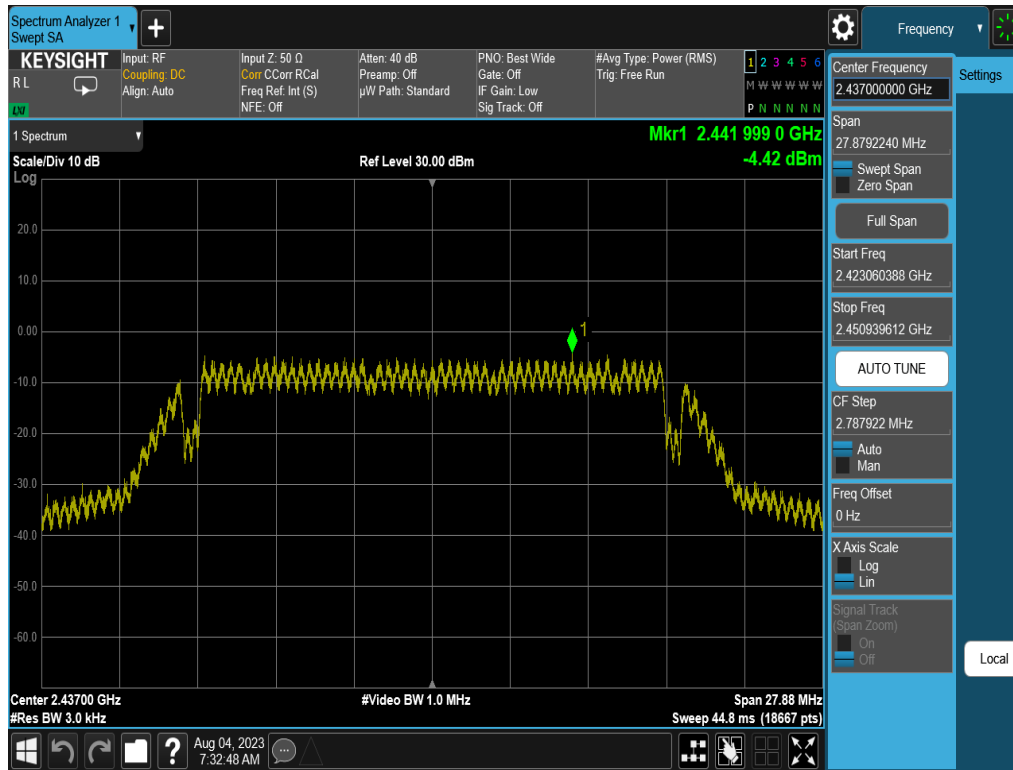 Spectrum Analyzer 1
Swept SA
Frequency
KEYSIGHT
R L
LXI
Input: RF
Coupling: DC
Align: Auto
Input Z: 50 Ω
Corr CCorr RCal
Freq Ref: Int (S)
NFE: Off
Atten: 40 dB
Preamp: Off
µW Path: Standard
PNO: Best Wide
Gate: Off
IF Gain: Low
Sig Track: Off
#Avg Type: Power (RMS)
Trig: Free Run
1 2 3 4 5 6
M W W W W W
P N N N N N
Center Frequency
2.437000000 GHz
Settings
Span
27.8792240 MHz
Swept Span
Zero Span
Full Span
Start Freq
2.423060388 GHz
Stop Freq
2.450939612 GHz
AUTO TUNE
CF Step
2.787922 MHz
Auto
Man
Freq Offset
0 Hz
X Axis Scale
Log
Lin
Signal Track
(Span Zoom)
On
Off
Local
1 Spectrum
Mkr1 2.441 999 0 GHz
Scale/Div 10 dB
Ref Level 30.00 dBm
-4.42 dBm
Log
20.0
10.0
0.00
1
-10.0
-20.0
-30.0
-40.0
-50.0
-60.0
Center 2.43700 GHz
#Video BW 1.0 MHz
Span 27.88 MHz
#Res BW 3.0 kHz
Sweep 44.8 ms (18667 pts)
?
Aug 04, 2023
7:32:48 AM